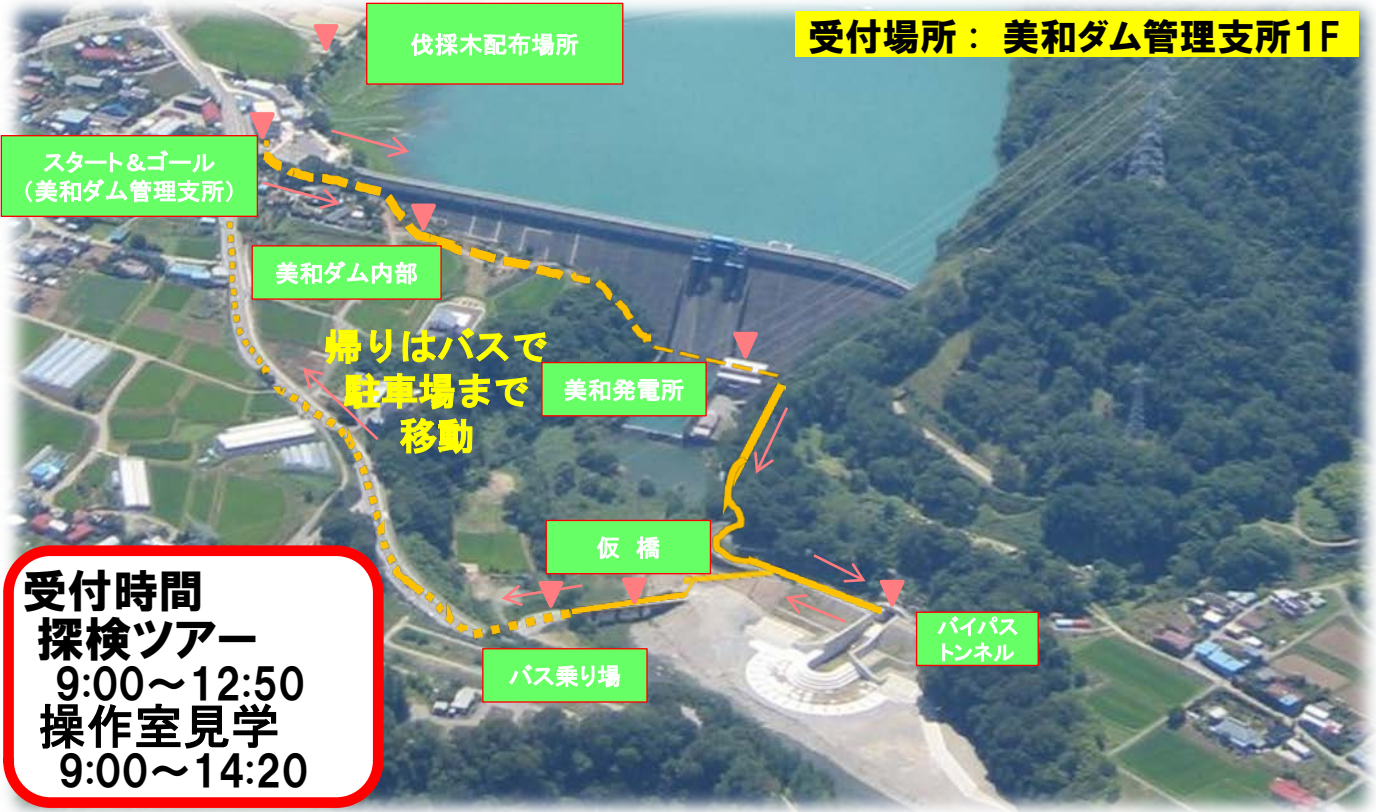 伐採木配布場所
受付場所： 美和ダム管理支所1F
スタート＆ゴール
（美和ダム管理支所）
美和ダム内部
帰りはバスで
駐車場まで
移動
美和発電所
仮 橋
バイパス
トンネル
バス乗り場
受付時間
探検ツアー
9:00～12:50
操作室見学
9:00～14:20